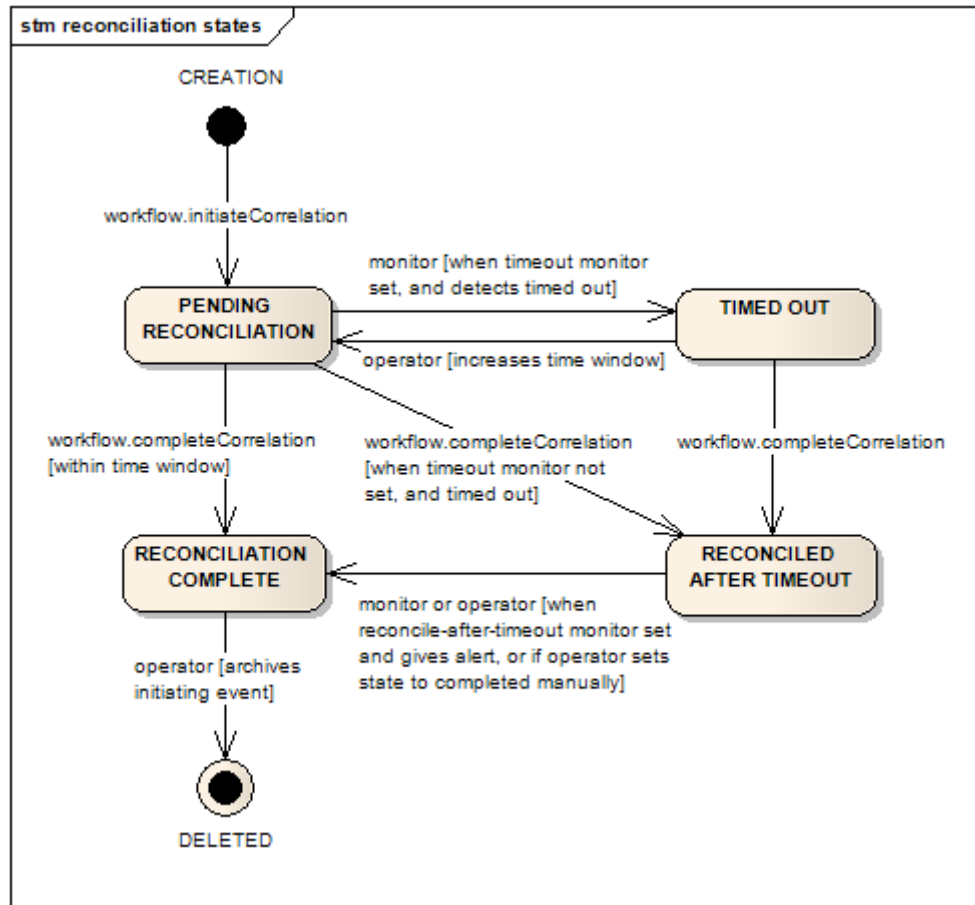 stm reconciliation states
CREATION
workflow.initiateCorrelation
monitor [when timeout monitor
set, and detects timed out]
PENDING
RECONCILIATION
TIMED OUT
operator [increases time window]
workflow.completeCorrelation
[within time window]
workflow.completeCorrelation
[when timeout monitor not
set, and timed out]
workflow.completeCorrelation
RECONCILIATION
COMPLETE
RECONCILED
AFTER TIMEOUT
monitor or operator [when
reconcile-after-timeout monitor set
and gives alert, or if operator sets
state to completed manually]
operator [archives
initiating event]
DELETED